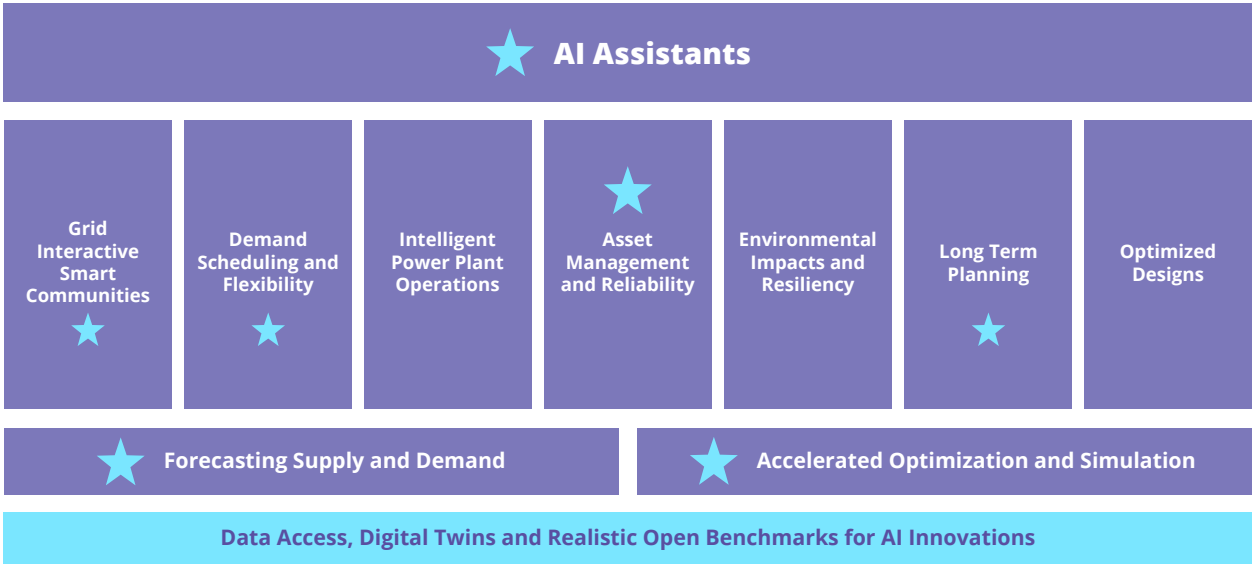 AI Assistants
Grid
Interactive
Smart
Communities
Demand
Scheduling and
Flexibility
Intelligent
Power Plant
Operations
Asset
Management
and Reliability
Environmental
Impacts and
Resiliency
Long Term
Planning
Optimized
Designs
Forecasting Supply and Demand
Accelerated Optimization and Simulation
Data Access, Digital Twins and Realistic Open Benchmarks for AI Innovations